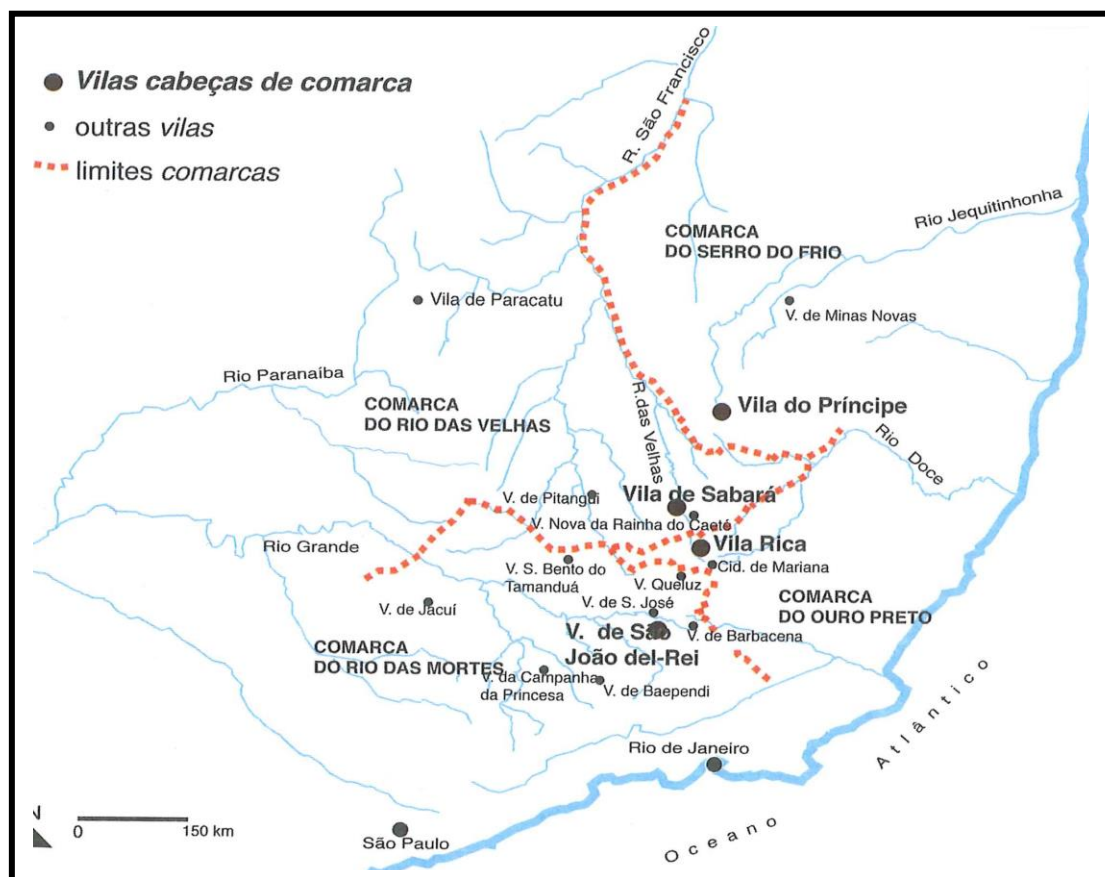 Vilas cabeças de comarca
outras vilas
limites comarcas
R. São Francisco
COMARCA
DO SERRO DO FRIO
Rio Jequitinhonha
Vila de Paracatu
V. de Minas Novas
Rio Paranaíba
COMARCA
DO RIO DAS VELHAS
R.das Velhas
Vila do Príncipe
Rio Doce
V. de Pitangui
Vila de Sabará
V. Nova da Rainha do Caeté
Rio Grande
Vila Rica
V. S. Bento do
Tamanduá
V. Queluz
Cid. de Mariana
V. de Jacuí
V. de S. José
COMARCA
DO OURO PRETO
V. de São
João del-Rei
V. de Barbacena
COMARCA
DO RIO DAS MORTES
V. da Campanha
da Princesa
V. de Baependi
Rio de Janeiro
Oceano Atlântico
N
0 150 km
São Paulo